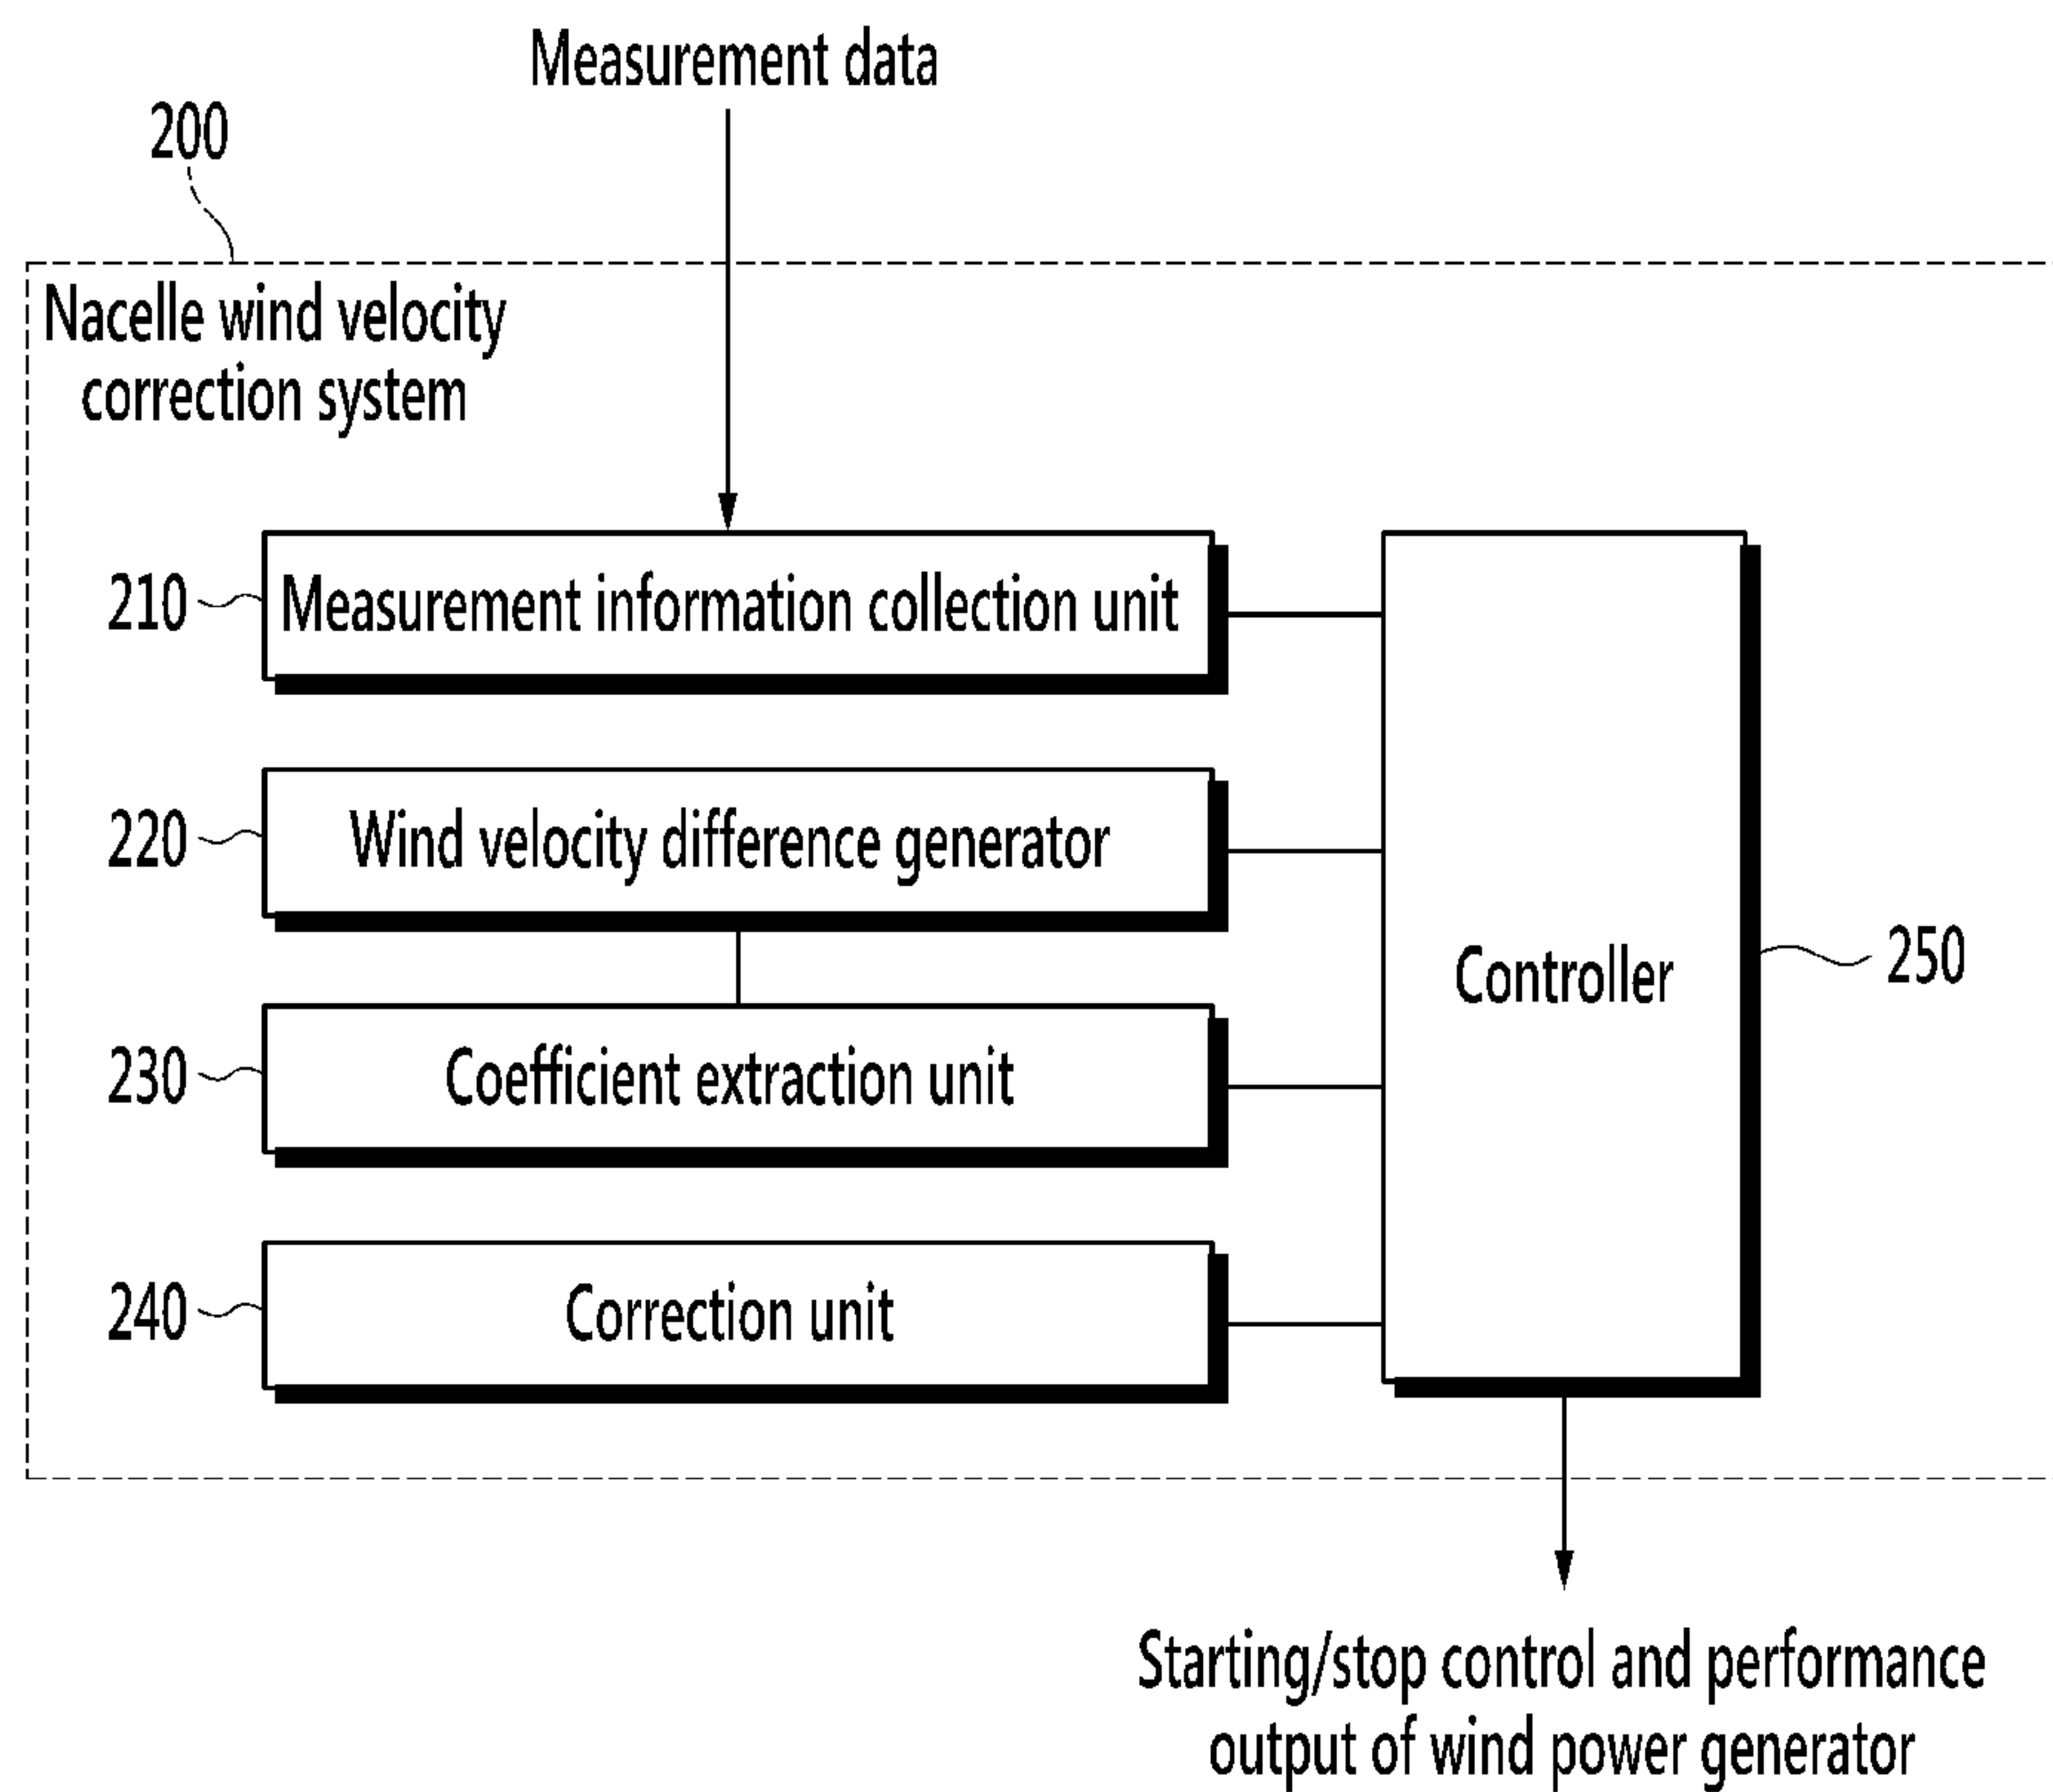 Measurement data
200
Nacelle wind velocity
correction system
210
Measurement information collection unit
220
Wind velocity difference generator
230
Coefficient extraction unit
240
Correction unit
Controller
250
Starting/stop control and performance
output of wind power generator